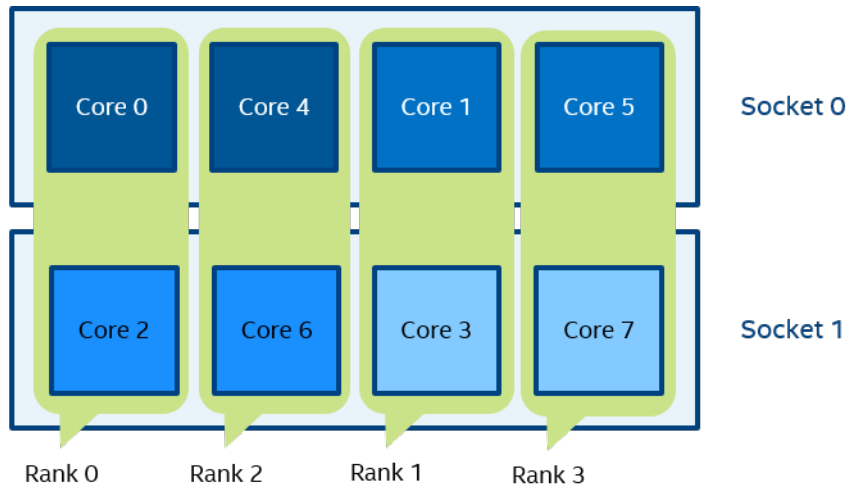 Core 0
Core 4
Core 1
Core 5
Socket 0
Core 2
Core 6
Core 3
Core 7
Socket 1
Rank 0
Rank 2
Rank 1
Rank 3